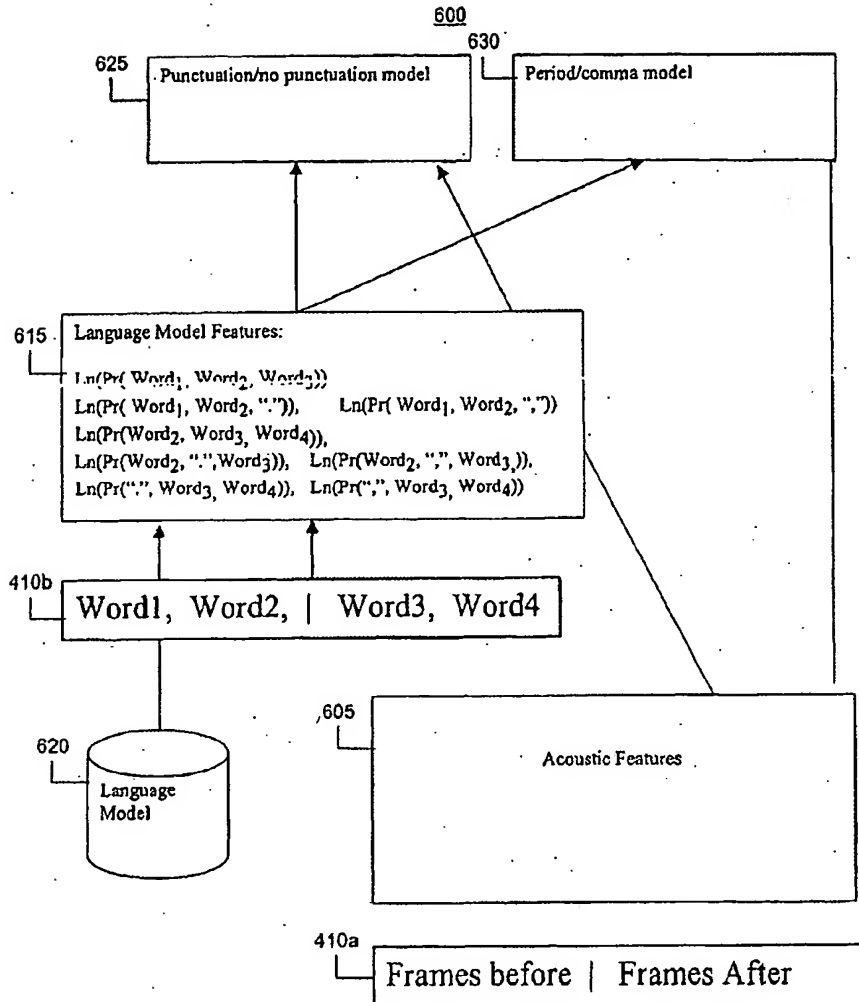 600
625
630
Punctuation/no punctuation model
Period/comma model
615
Language Model Features:
Ln(Pr( Word1, Word2, Word3))
Ln(Pr( Word1, Word2, “.”)), Ln(Pr( Word1, Word2, “,”))
Ln(Pr(Word2, Word3, Word4)),
Ln(Pr(Word2, “.”,Word3)), Ln(Pr(Word2, “,”, Word3,)),
Ln(Pr(“.”, Word3, Word4)), Ln(Pr(“,”, Word3, Word4))
410b
Word1, Word2, | Word3, Word4
620
Language
Model
605
Acoustic Features
410a
Frames before | Frames After